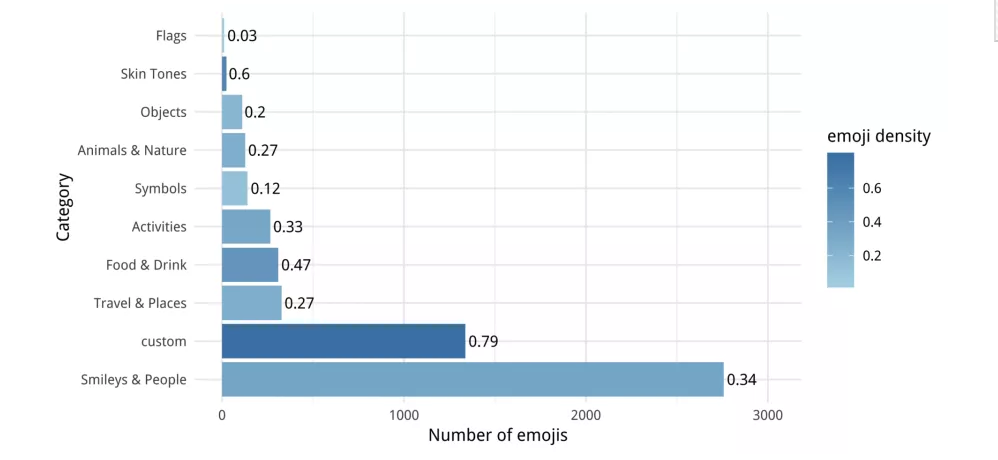 Flags 0.03
Skin Tones 0.6
Objects 0.2
Animals & Nature 0.27
Symbols 0.12
Activities 0.33
Food & Drink 0.47
Travel & Places 0.27
custom 0.79
Smileys & People 0.34
Category
0 1000 2000 3000
Number of emojis
emoji density
0.6
0.4
0.2